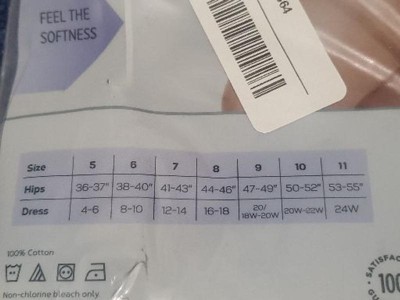 FEEL THE
SOFTNESS
64
Size 5 6 7 8 9 10 11
Hips 36-37" 38-40" 41-43" 44-46" 47-49" 50-52" 53-55"
Dress 4-6 8-10 12-14 16-18 20/ 18W-20W 20W-22W 24W
100% Cotton
Non-chlorine bleach only.
SATISFAC
100